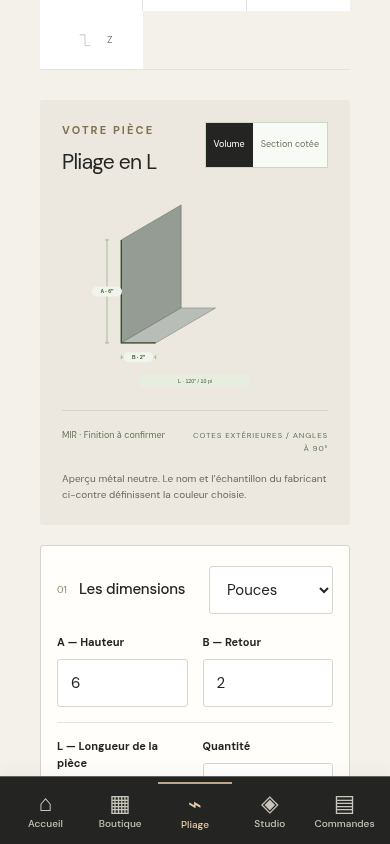 Z
VOTRE PIÈCE
Pliage en L
Volume
Section cotée
A · 6"
B · 2"
L · 120" / 10 pi
MIR · Finition à confirmer
COTES EXTÉRIEURES / ANGLES
À 90°
Aperçu métal neutre. Le nom et l'échantillon du fabricant
ci-contre définissent la couleur choisie.
01 Les dimensions
Pouces
A — Hauteur
B — Retour
6
2
L — Longueur de la
pièce
Quantité
Accueil
Boutique
Pliage
Studio
Commandes